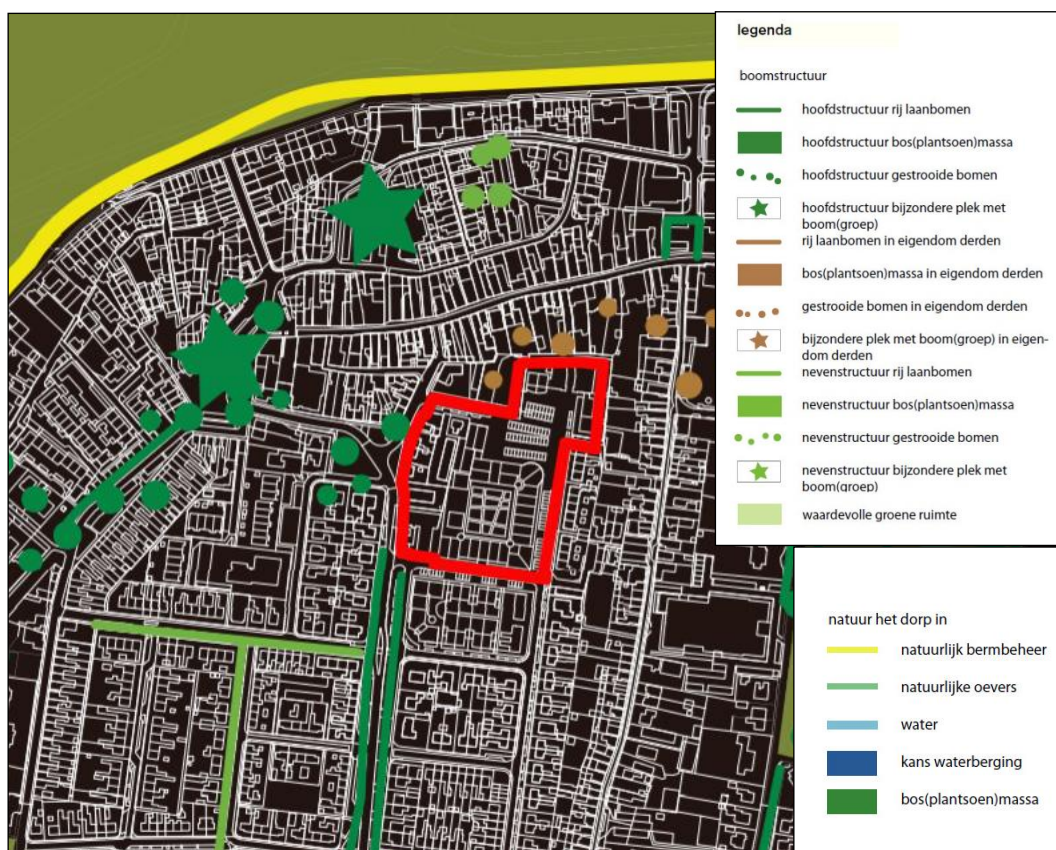 legenda
boomstructuur
hoofdstructuur rij laanbomen
hoofdstructuur bos(plantsoen)massa
hoofdstructuur gestrooide bomen
hoofdstructuur bijzondere plek met
boom(groep)
rij laanbomen in eigendom derden
bos(plantsoen)massa in eigendom derden
gestrooide bomen in eigendom derden
bijzondere plek met boom(groep) in eigen-
dom derden
nevenstructuur rij laanbomen
nevenstructuur bos(plantsoen)massa
nevenstructuur gestrooide bomen
nevenstructuur bijzondere plek met
boom(groep)
waardevolle groene ruimte
natuur het dorp in
natuurlijk bermbeheer
natuurlijke oevers
water
kans waterberging
bos(plantsoen)massa